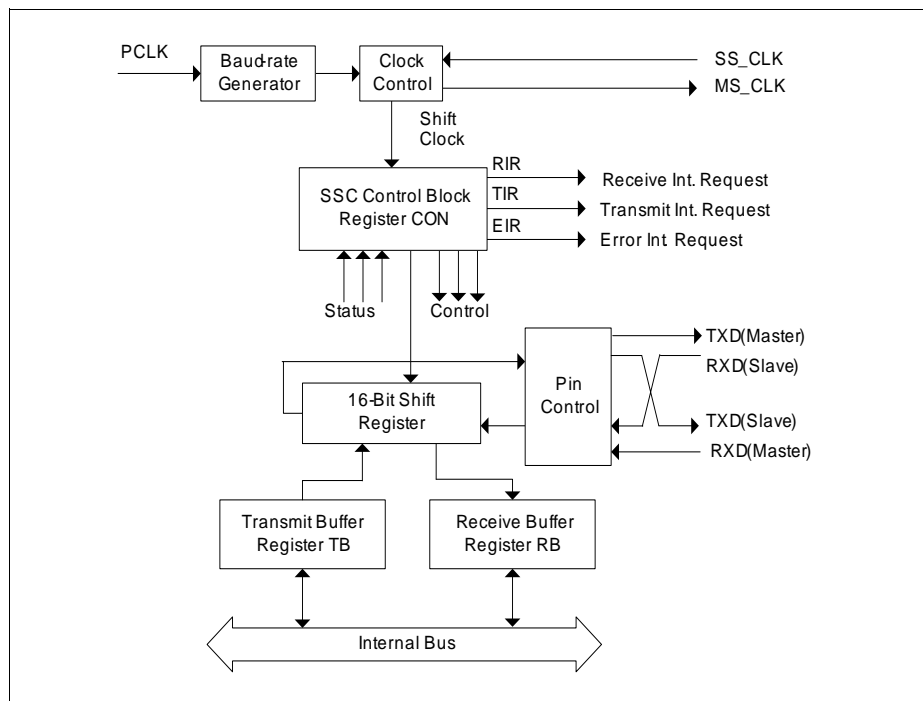 PCLK
Baud-rate
Generator
Clock
Control
SS_CLK
MS_CLK
Shift
Clock
SSC Control Block
Register CON
RIR
TIR
EIR
Receive Int. Request
Transmit Int. Request
Error Int. Request
Status
Control
16-Bit Shift
Register
Pin
Control
TXD(Master)
RXD(Slave)
TXD(Slave)
RXD(Master)
Transmit Buffer
Register TB
Receive Buffer
Register RB
Internal Bus